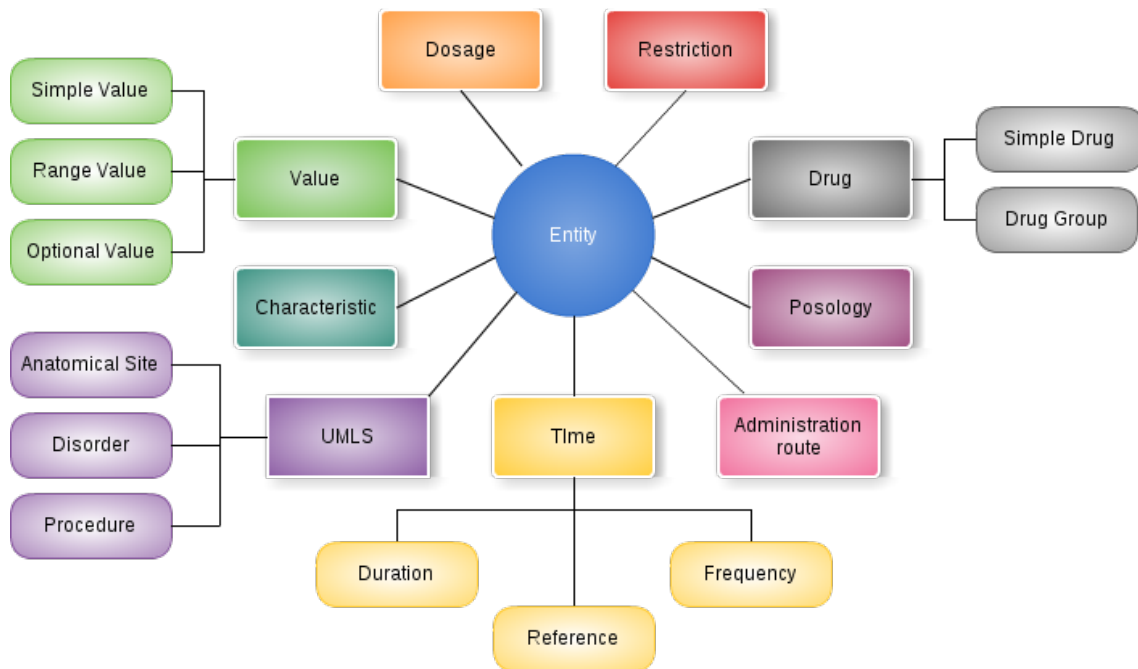 Dosage
Restriction
Simple Value
Range Value
Optional Value
Value
Entity
Drug
Simple Drug
Drug Group
Characteristic
Posology
Anatomical Site
Disorder
Procedure
UMLS
TIme
Administration
route
Duration
Frequency
Reference